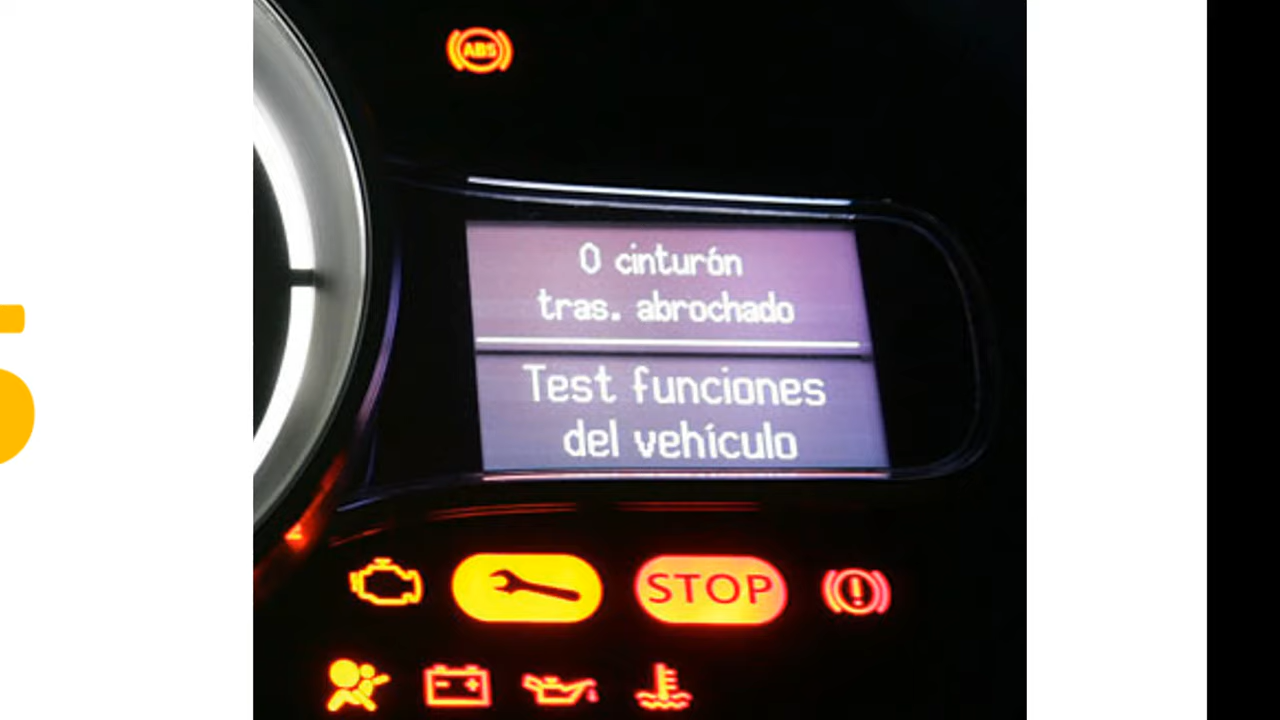 ABS
0 cinturón
tras. abrochado
Test funciones
del vehículo
STOP